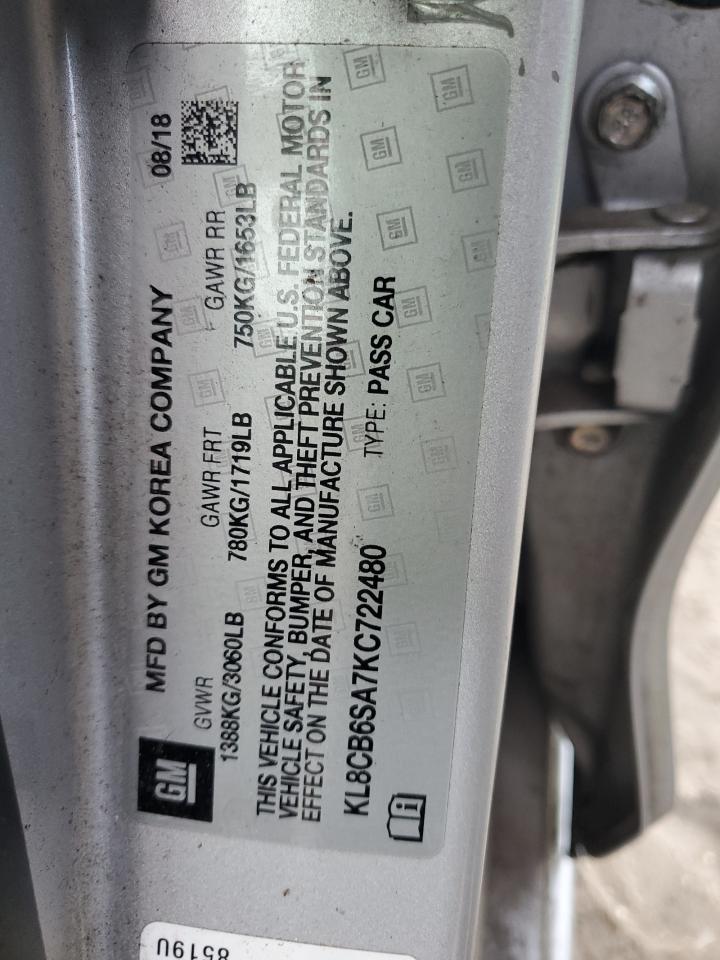 GM
MFD BY GM KOREA COMPANY 08/18
GVWR GAWR FRT GAWR RR
1388KG/3060LB 780KG/1719LB 750KG/1653LB
THIS VEHICLE CONFORMS TO ALL APPLICABLE U.S. FEDERAL MOTOR
VEHICLE SAFETY, BUMPER, AND THEFT PREVENTION STANDARDS IN
EFFECT ON THE DATE OF MANUFACTURE SHOWN ABOVE.
KL8CB6SA7KC722480 TYPE: PASS CAR
8519U